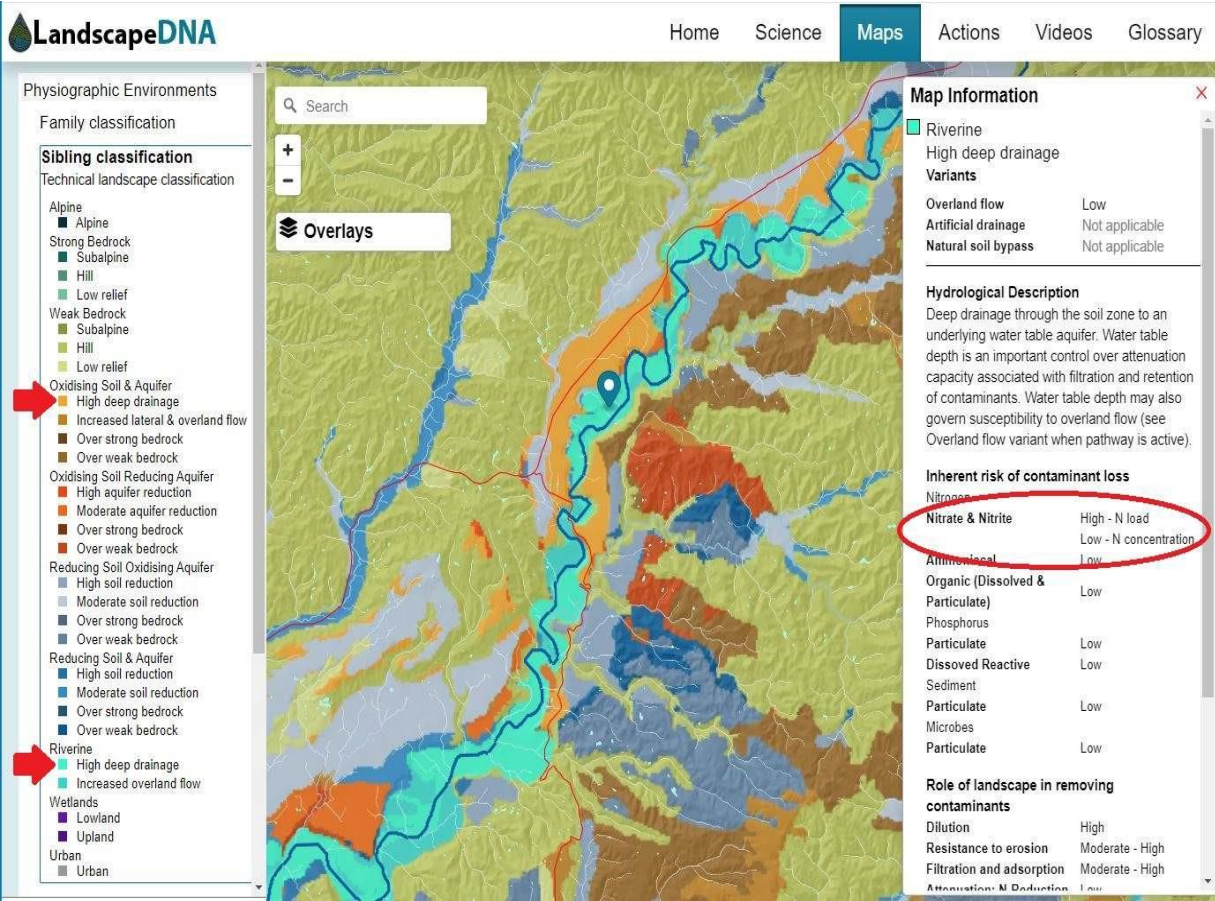 LandscapeDNA
Home Science Maps Actions Videos Glossary
Physiographic Environments
Family classification
Sibling classification
Technical landscape classification
Alpine
Alpine
Strong Bedrock
Subalpine
Hill
Low relief
Weak Bedrock
Subalpine
Hill
Low relief
Oxidising Soil & Aquifer
High deep drainage
Increased lateral & overland flow
Over strong bedrock
Over weak bedrock
Oxidising Soil Reducing Aquifer
High aquifer reduction
Moderate aquifer reduction
Over strong bedrock
Over weak bedrock
Reducing Soil Oxidising Aquifer
High soil reduction
Moderate soil reduction
Over strong bedrock
Over weak bedrock
Reducing Soil & Aquifer
High soil reduction
Moderate soil reduction
Over strong bedrock
Over weak bedrock
Riverine
High deep drainage
Increased overland flow
Wetlands
Lowland
Upland
Urban
Urban
Search
+
−
Overlays
Map Information
Riverine
High deep drainage
Variants
Overland flow Low
Artificial drainage Not applicable
Natural soil bypass Not applicable
Hydrological Description
Deep drainage through the soil zone to an
underlying water table aquifer. Water table
depth is an important control over attenuation
capacity associated with filtration and retention
of contaminants. Water table depth may also
govern susceptibility to overland flow (see
Overland flow variant when pathway is active).
Inherent risk of contaminant loss
Nitrogen
Nitrate & Nitrite High - N load
Low - N concentration
Ammoniacal Low
Organic (Dissolved &
Particulate) Low
Phosphorus
Particulate Low
Dissoved Reactive Low
Sediment
Particulate Low
Microbes
Particulate Low
Role of landscape in removing
contaminants
Dilution High
Resistance to erosion Moderate - High
Filtration and adsorption Moderate - High
Attenuation: N Reduction Low